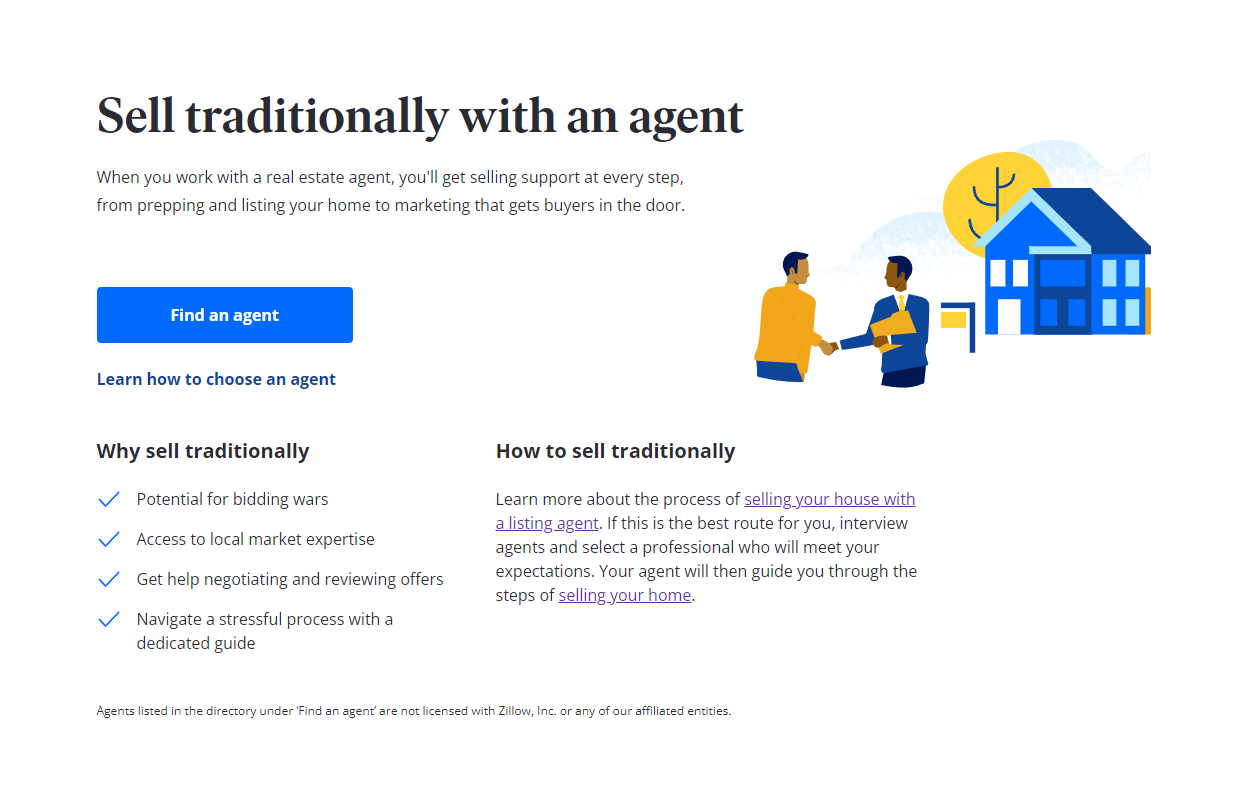 Sell traditionally with an agent
When you work with a real estate agent, you'll get selling support at every step,
from prepping and listing your home to marketing that gets buyers in the door.
Find an agent
Learn how to choose an agent
Why sell traditionally
Potential for bidding wars
Access to local market expertise
Get help negotiating and reviewing offers
Navigate a stressful process with a
dedicated guide
How to sell traditionally
Learn more about the process of selling your house with
a listing agent. If this is the best route for you, interview
agents and select a professional who will meet your
expectations. Your agent will then guide you through the
steps of selling your home.
Agents listed in the directory under ‘Find an agent’ are not licensed with Zillow, Inc. or any of our affiliated entities.